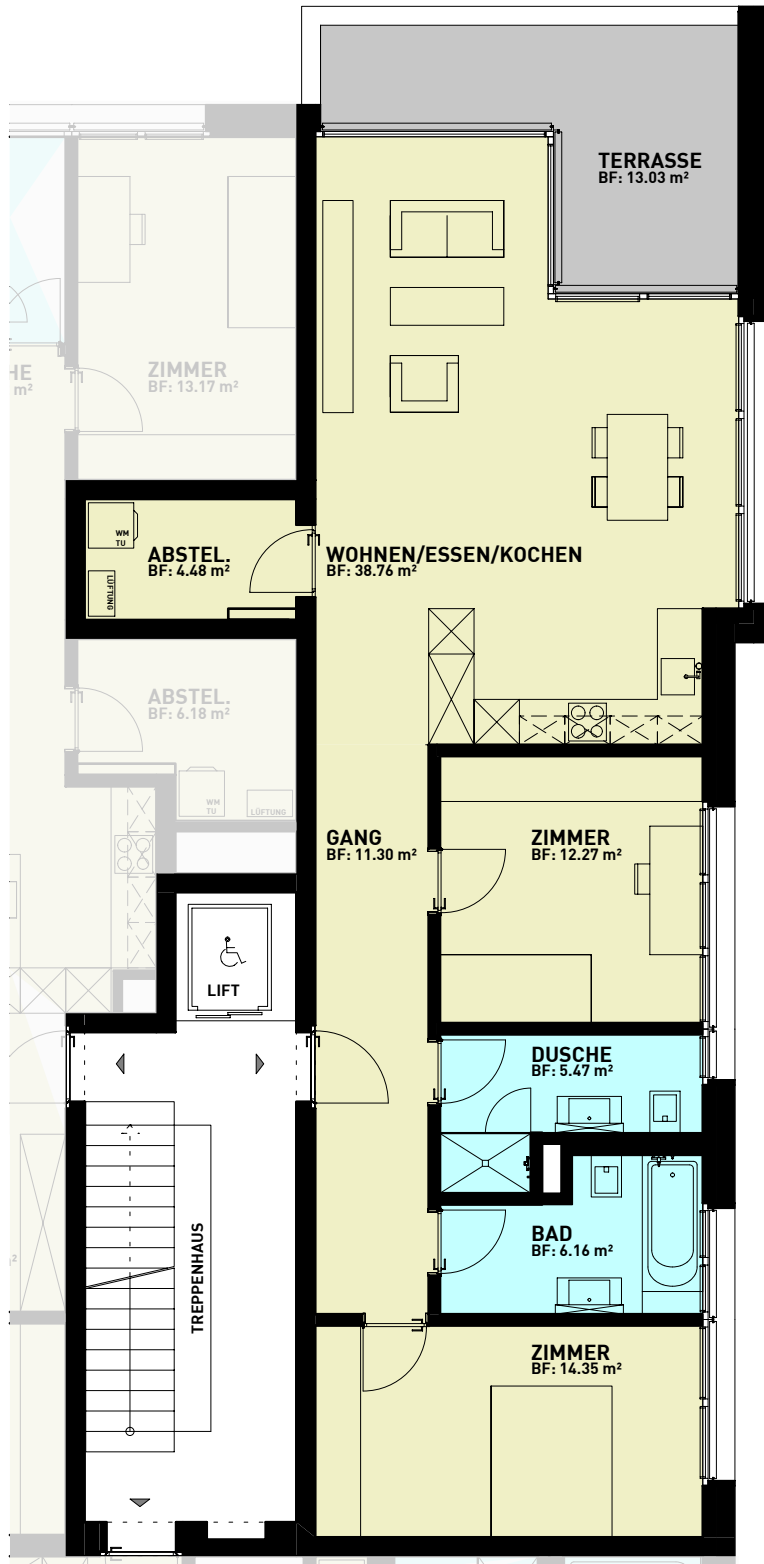 TERRASSE
BF: 13.03 m²
ZIMMER
BF: 13.17 m²
HE
m²
WM
TU
LÜFTUNG
ABSTEL.
BF: 4.48 m²
WOHNEN/ESSEN/KOCHEN
BF: 38.76 m²
ABSTEL.
BF: 6.18 m²
WM
TU
LÜFTUNG
GANG
BF: 11.30 m²
ZIMMER
BF: 12.27 m²
LIFT
DUSCHE
BF: 5.47 m²
BAD
BF: 6.16 m²
TREPPENHAUS
ZIMMER
BF: 14.35 m²